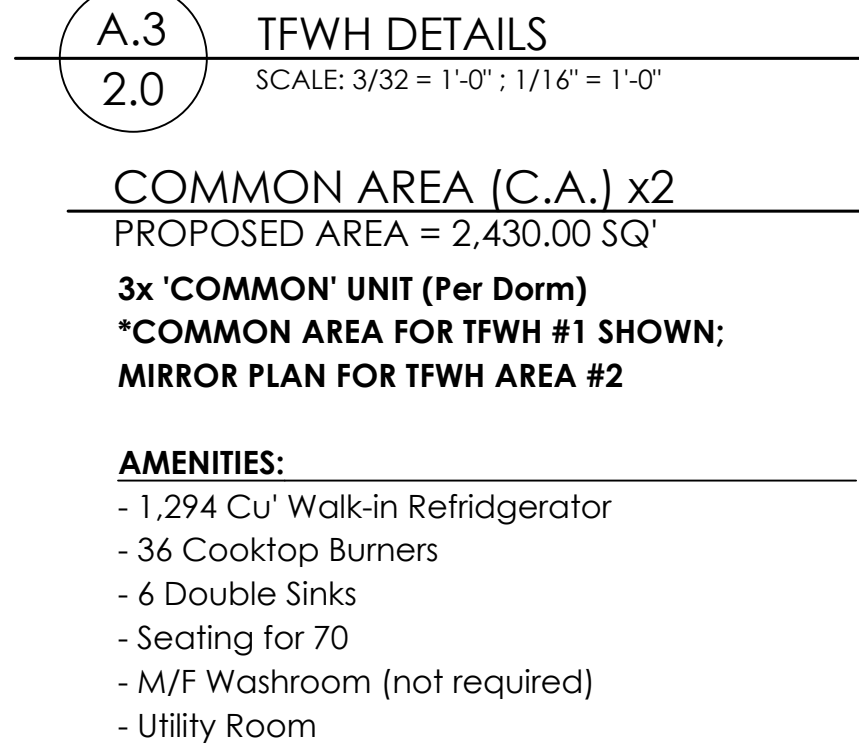 A.3
TFWH DETAILS
2.0
SCALE: 3/32 = 1'-0" ; 1/16" = 1'-0"
COMMON AREA (C.A.) x2
PROPOSED AREA = 2,430.00 SQ'
3x 'COMMON' UNIT (Per Dorm)
*COMMON AREA FOR TFWH #1 SHOWN;
MIRROR PLAN FOR TFWH AREA #2
AMENITIES:
- 1,294 Cu' Walk-in Refridgerator
- 36 Cooktop Burners
- 6 Double Sinks
- Seating for 70
- M/F Washroom (not required)
- Utility Room